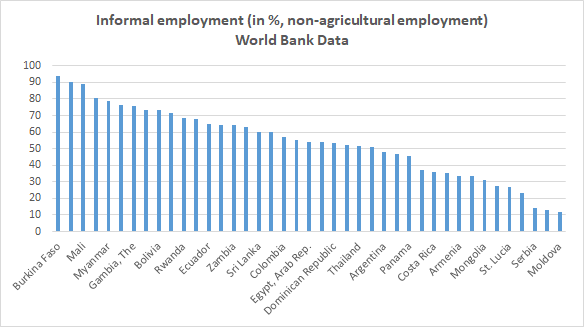 Informal employment (in %, non-agricultural employment)
World Bank Data
100
90
80
70
60
50
40
30
20
10
0
Burkina Faso
Mali
Myanmar
Gambia, The
Bolivia
Rwanda
Ecuador
Zambia
Sri Lanka
Colombia
Egypt, Arab Rep.
Dominican Republic
Thailand
Argentina
Panama
Costa Rica
Armenia
Mongolia
St. Lucia
Serbia
Moldova